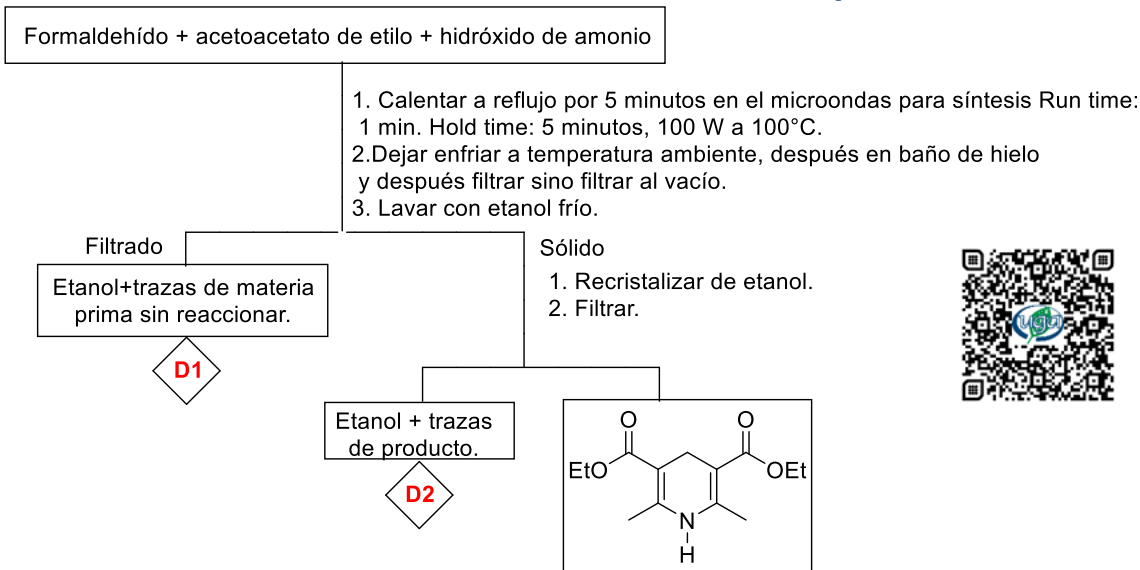 Formaldehído + acetoacetato de etilo + hidróxido de amonio
1. Calentar a reflujo por 5 minutos en el microondas para síntesis Run time:
1 min. Hold time: 5 minutos, 100 W a 100°C.
2.Dejar enfriar a temperatura ambiente, después en baño de hielo
y después filtrar sino filtrar al vacío.
3. Lavar con etanol frío.
Filtrado
Etanol+trazas de materia
prima sin reaccionar.
D1
Sólido
1. Recristalizar de etanol.
2. Filtrar.
Etanol + trazas
de producto.
D2
O
O
EtO
OEt
N
H
uga